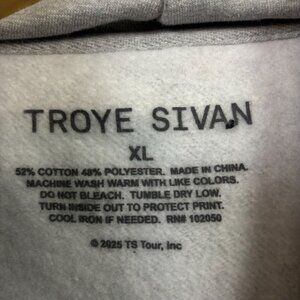 TROYE SIVAN
XL
52% COTTON 48% POLYESTER. MADE IN CHINA.
MACHINE WASH WARM WITH LIKE COLORS.
DO NOT BLEACH. TUMBLE DRY LOW.
TURN INSIDE OUT TO PROTECT PRINT.
COOL IRON IF NEEDED. RN# 102050
© 2025 TS Tour, Inc